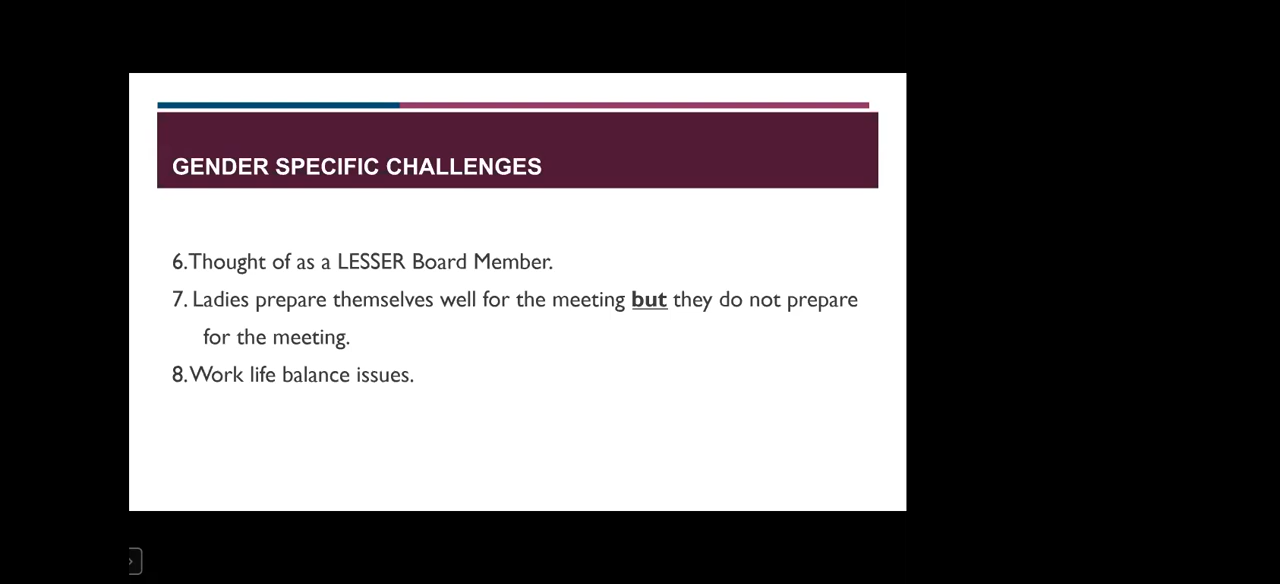 GENDER SPECIFIC CHALLENGES
6.Thought of as a LESSER Board Member.
7. Ladies prepare themselves well for the meeting but they do not prepare
for the meeting.
8.Work life balance issues.